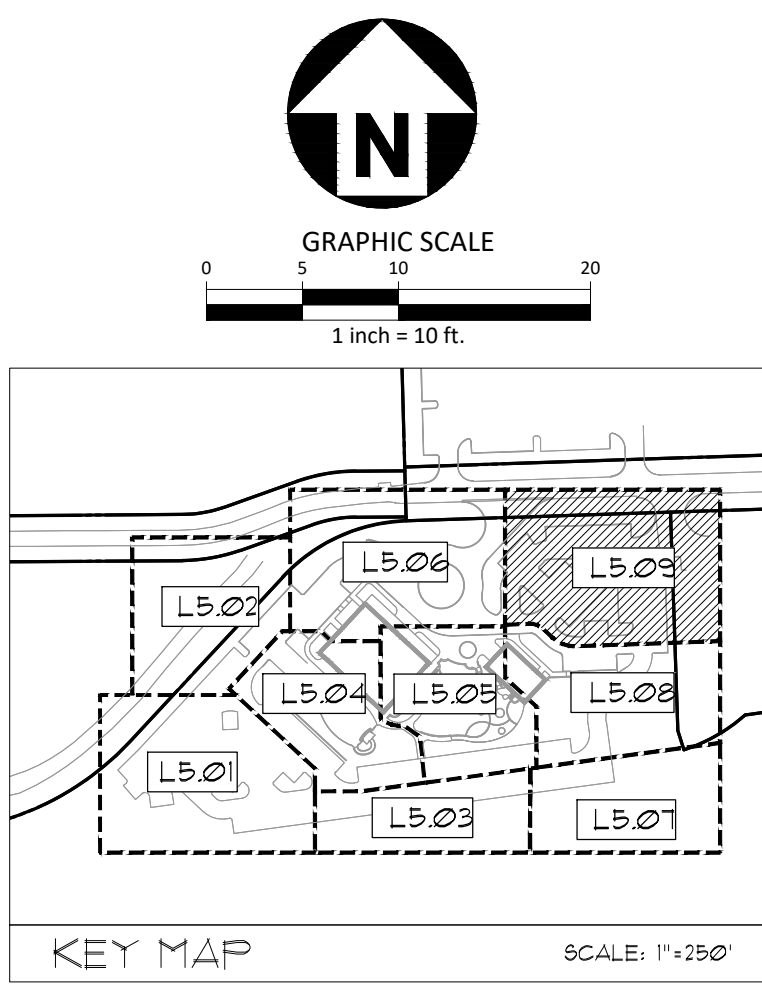 N
GRAPHIC SCALE
0 5 10 20
1 inch = 10 ft.
L5.06
L5.09
L5.02
L5.04
L5.05
L5.08
L5.01
L5.03
L5.07
KEY MAP
SCALE: 1"=250'